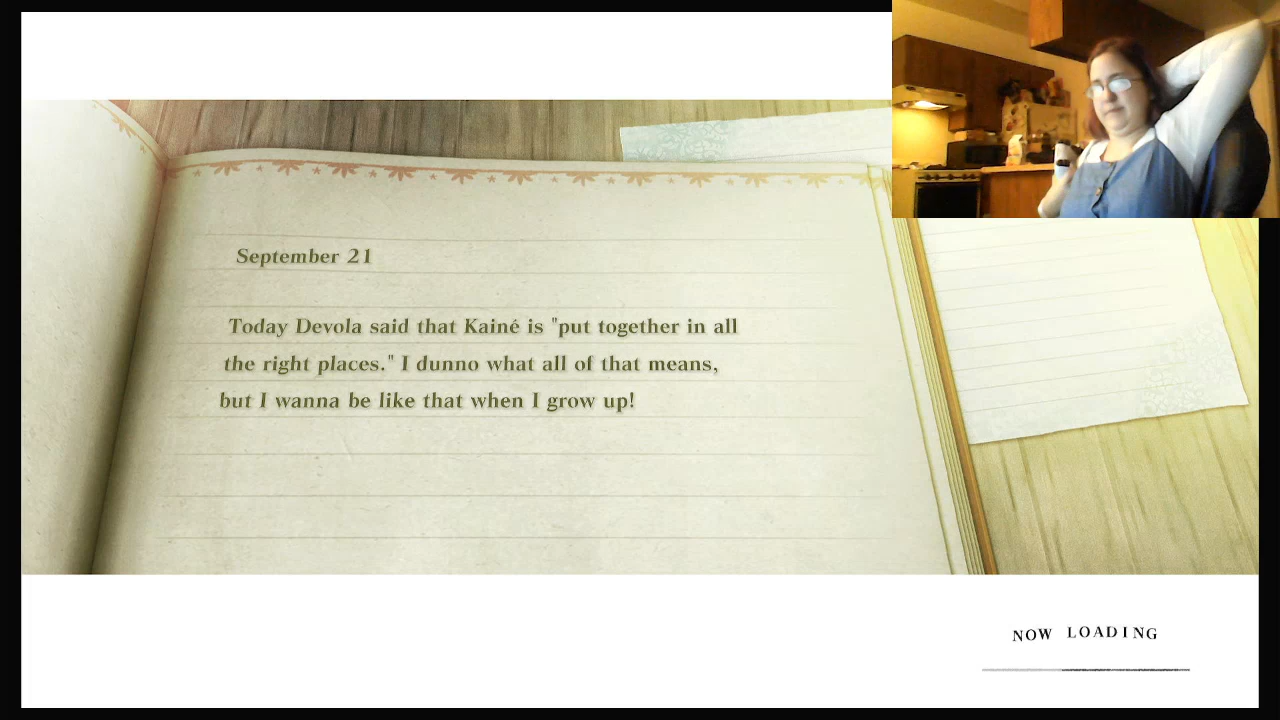 September 21
Today Devola said that Kainé is "put together in all
the right places." I dunno what all of that means,
but I wanna be like that when I grow up!
NOW LOADING